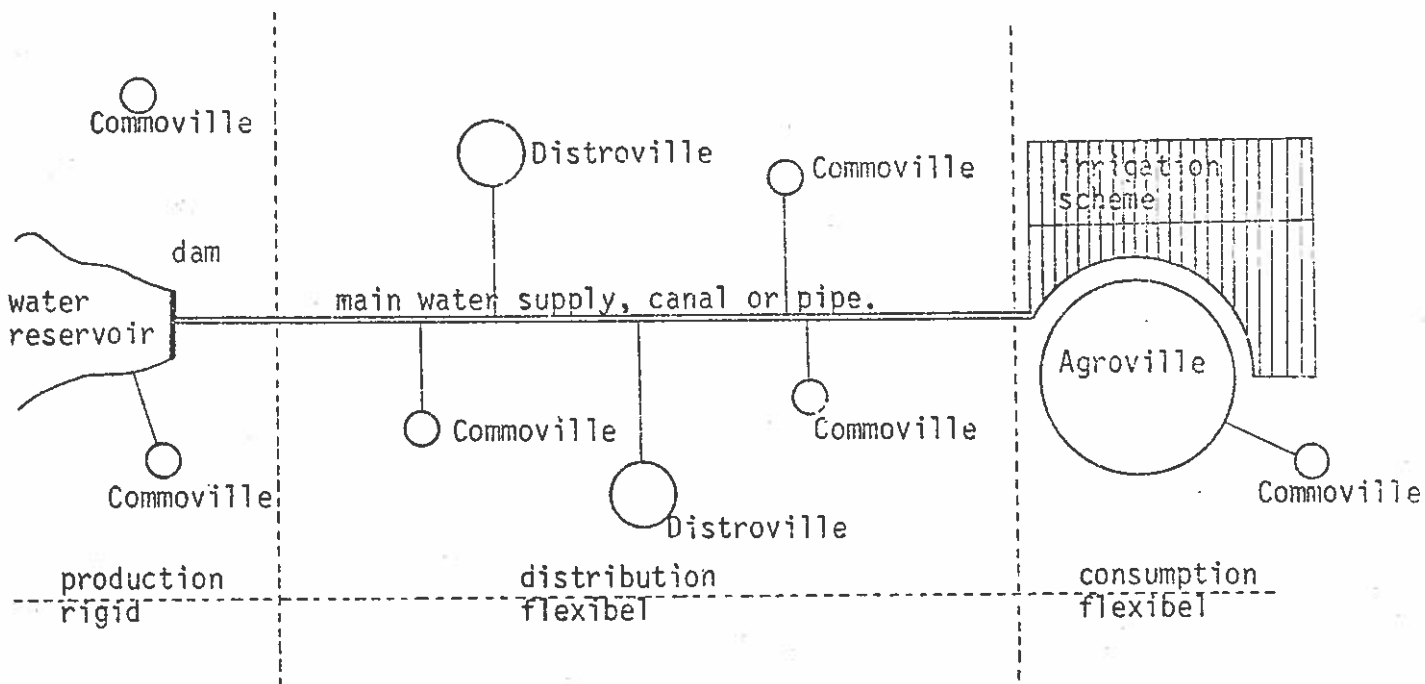 Commoville
Distroville
Commoville
irrigation
scheme
dam
water
reservoir
main water supply, canal or pipe.
Agroville
Commoville
Commoville
Commoville
Commoville
Distroville
production
rigid
distribution
flexibel
consumption
flexibel